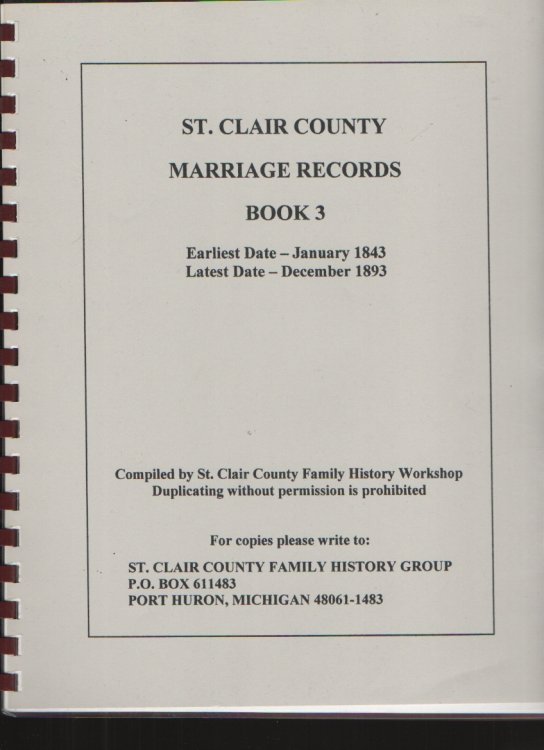 ST. CLAIR COUNTY
MARRIAGE RECORDS
BOOK 3
Earliest Date – January 1843
Latest Date – December 1893
Compiled by St. Clair County Family History Workshop
Duplicating without permission is prohibited
For copies please write to:
ST. CLAIR COUNTY FAMILY HISTORY GROUP
P.O. BOX 611483
PORT HURON, MICHIGAN 48061-1483